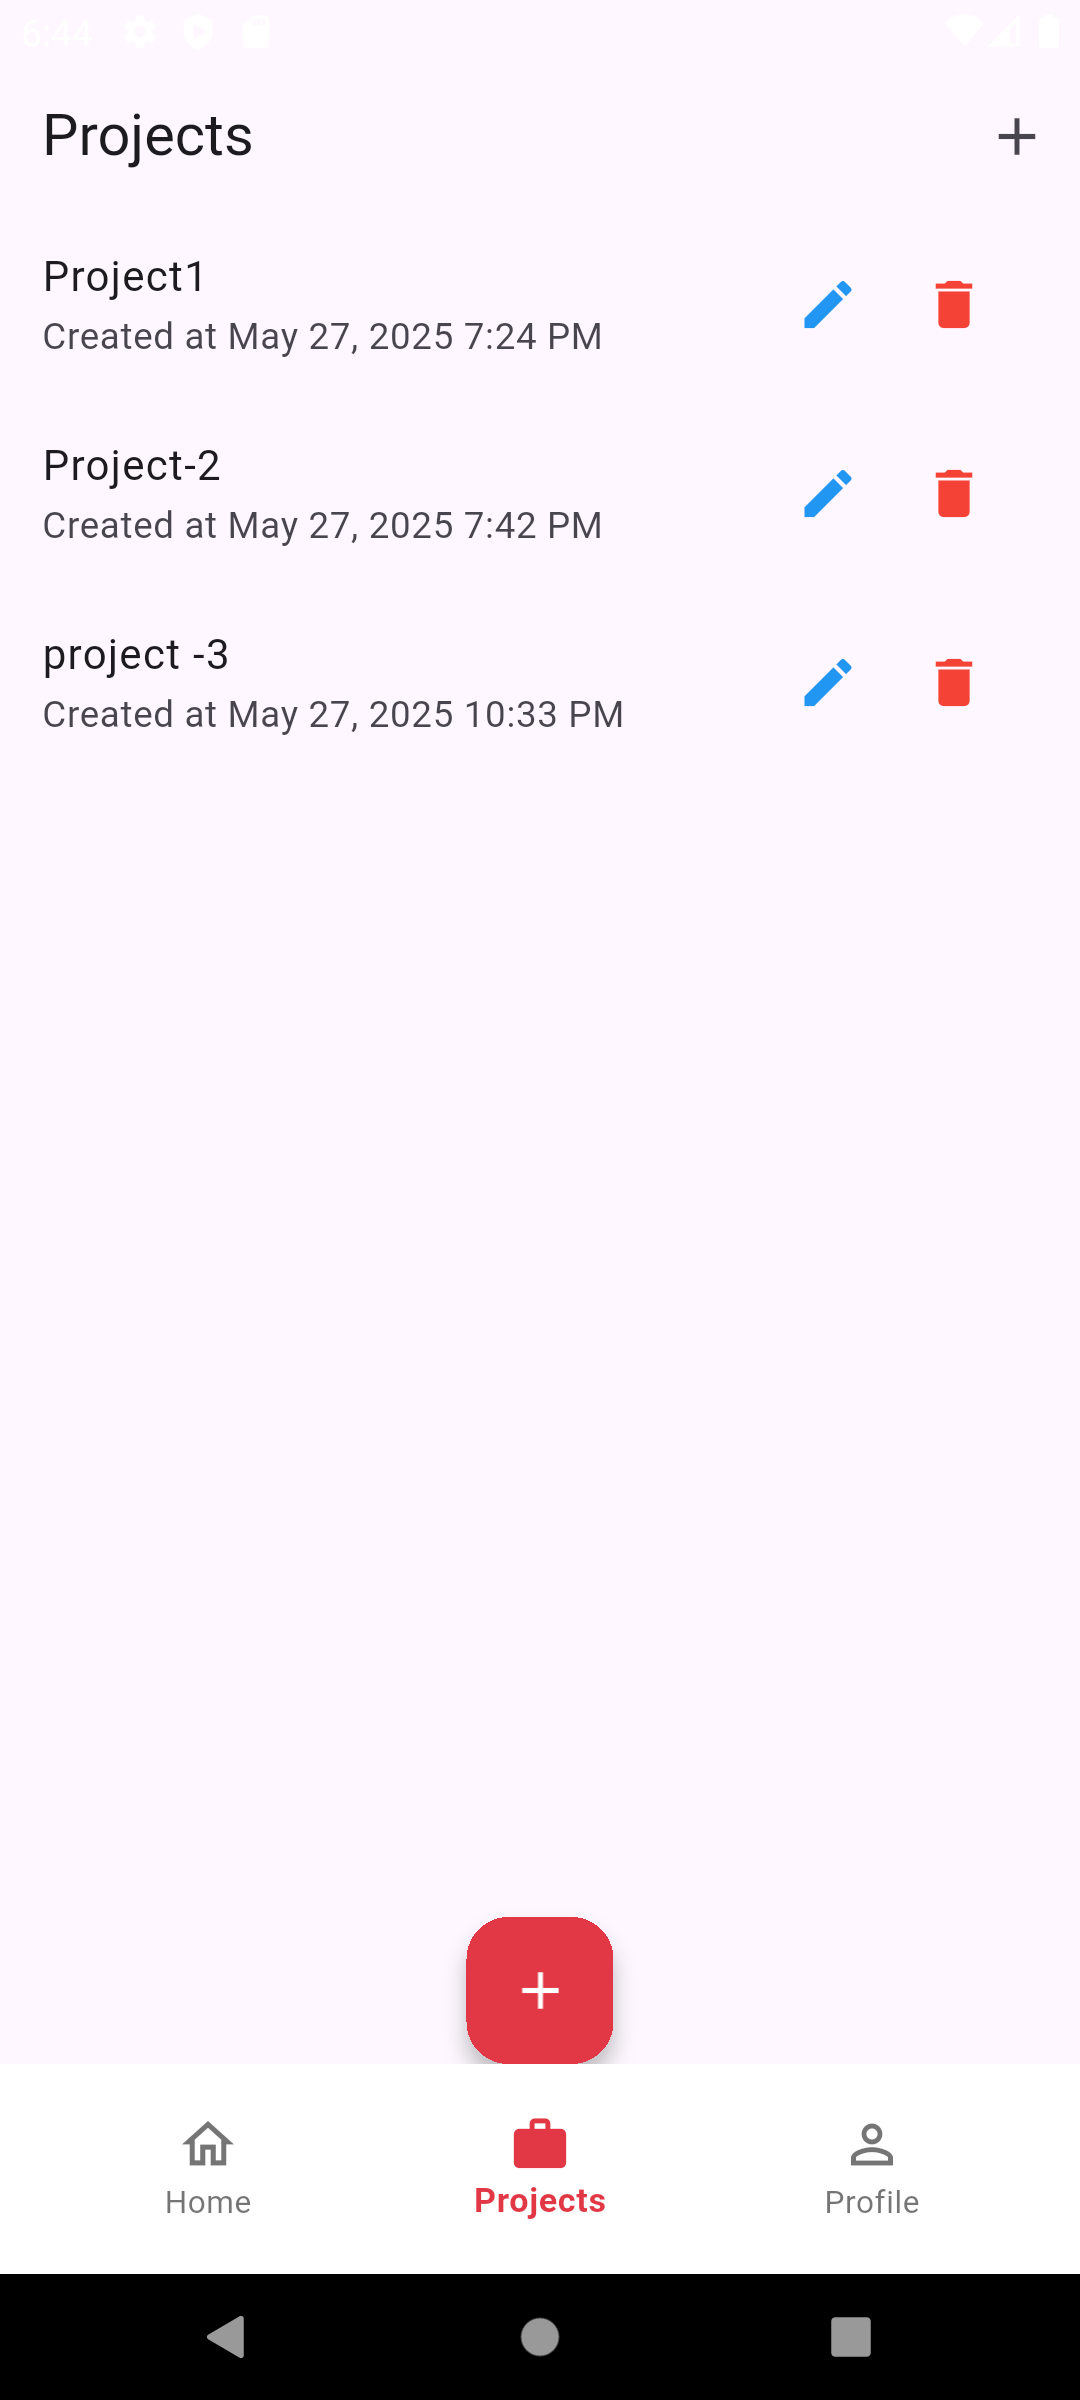 6:44
Projects
Project1
Created at May 27, 2025 7:24 PM
Project-2
Created at May 27, 2025 7:42 PM
project -3
Created at May 27, 2025 10:33 PM
Home
Projects
Profile